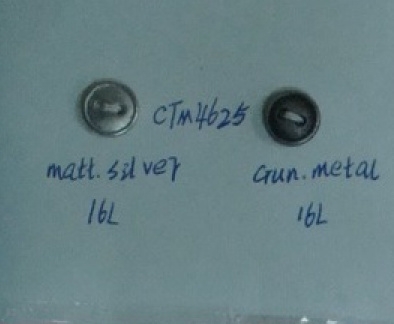 CTM4625
matt. silver
Gun. metal
16L
16L